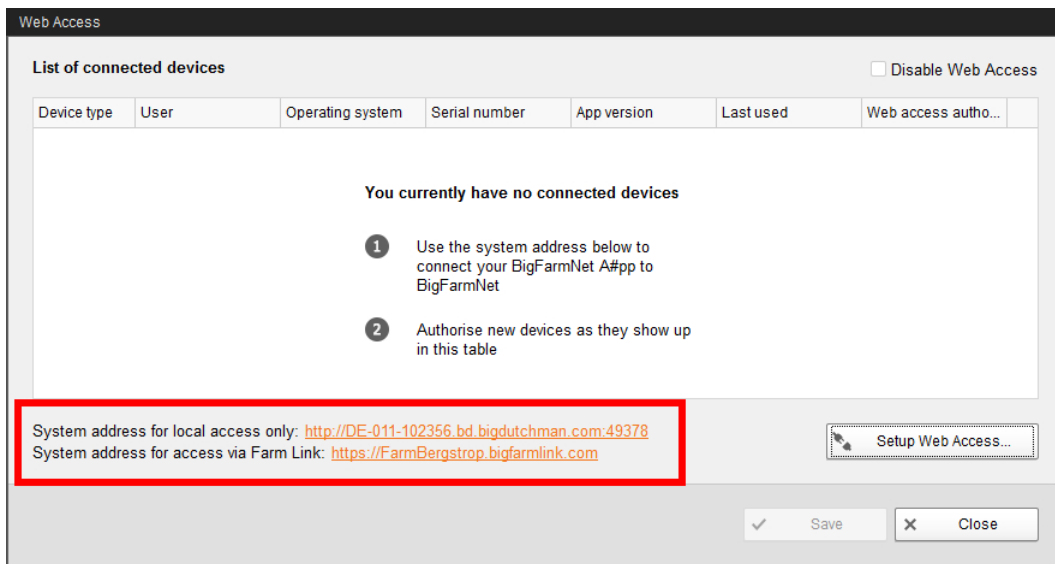 Web Access
List of connected devices
Disable Web Access
Device type User Operating system Serial number App version Last used Web access autho...
You currently have no connected devices
1 Use the system address below to
connect your BigFarmNet A#pp to
BigFarmNet
2 Authorise new devices as they show up
in this table
System address for local access only: http://DE-011-102356.bd.bigdutchman.com:49378
System address for access via Farm Link: https://FarmBergstrop.bigfarmlink.com
Setup Web Access...
Save Close